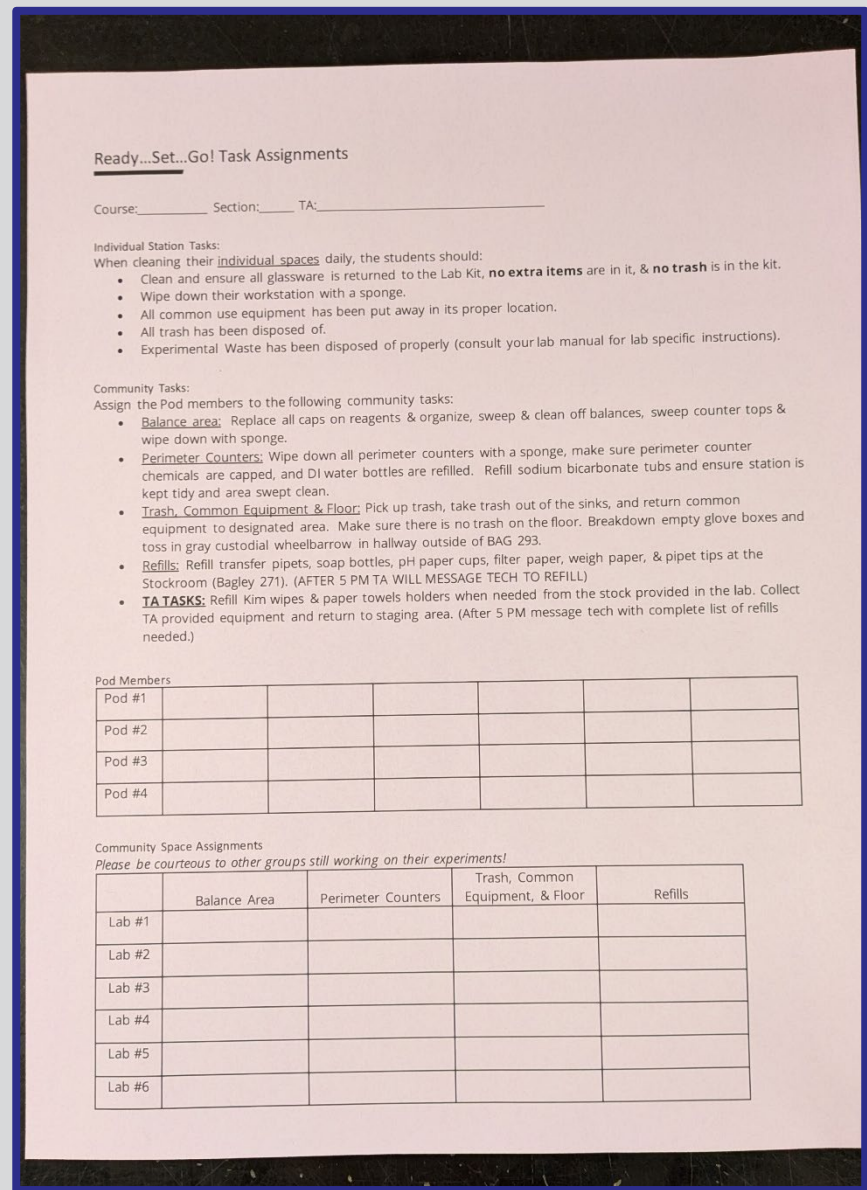 Ready...Set...Go! Task Assignments
Course:__________ Section:_____ TA:_________________________________
Individual Station Tasks:
When cleaning their individual spaces daily, the students should:
• Clean and ensure all glassware is returned to the Lab Kit, no extra items are in it, & no trash is in the kit.
• Wipe down their workstation with a sponge.
• All common use equipment has been put away in its proper location.
• All trash has been disposed of.
• Experimental Waste has been disposed of properly (consult your lab manual for lab specific instructions).
Community Tasks:
Assign the Pod members to the following community tasks:
• Balance area: Replace all caps on reagents & organize, sweep & clean off balances, sweep counter tops &
wipe down with sponge.
• Perimeter Counters: Wipe down all perimeter counters with a sponge, make sure perimeter counter
chemicals are capped, and DI water bottles are refilled. Refill sodium bicarbonate tubs and ensure station is
kept tidy and area swept clean.
• Trash, Common Equipment & Floor: Pick up trash, take trash out of the sinks, and return common
equipment to designated area. Make sure there is no trash on the floor. Breakdown empty glove boxes and
toss in gray custodial wheelbarrow in hallway outside of BAG 293.
• Refills: Refill transfer pipets, soap bottles, pH paper cups, filter paper, weigh paper, & pipet tips at the
Stockroom (Bagley 271). (AFTER 5 PM TA WILL MESSAGE TECH TO REFILL)
• TA TASKS: Refill Kim wipes & paper towels holders when needed from the stock provided in the lab. Collect
TA provided equipment and return to staging area. (After 5 PM message tech with complete list of refills
needed.)
Pod Members
Pod #1
Pod #2
Pod #3
Pod #4
Community Space Assignments
Please be courteous to other groups still working on their experiments!
Balance Area Perimeter Counters Trash, Common
Equipment, & Floor Refills
Lab #1
Lab #2
Lab #3
Lab #4
Lab #5
Lab #6